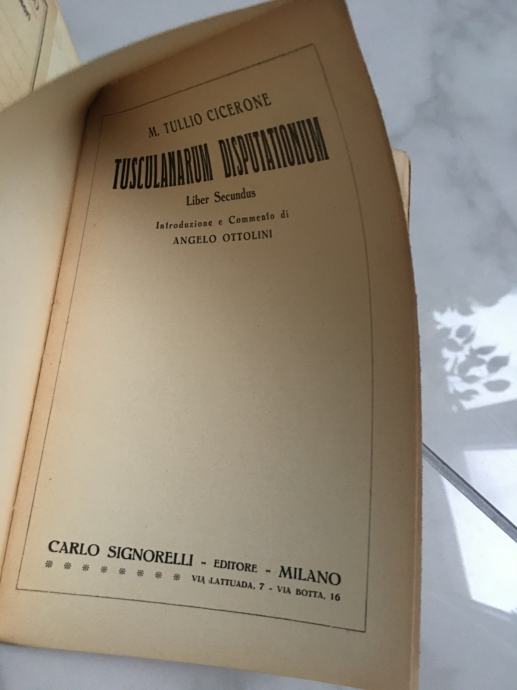 M. TULLIO CICERONE
TUSCULANARUM DISPUTATIONUM
Liber Secundus
Introduzione e Commento di
ANGELO OTTOLINI
CARLO SIGNORELLI - EDITORE - MILANO
VIA LATTUADA, 7 - VIA BOTTA, 16